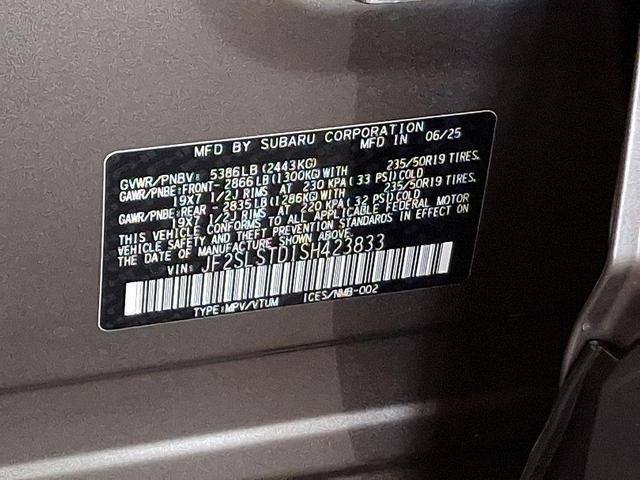 MFD BY SUBARU CORPORATION
MFD IN 06/25
GVWR/PNBV: 5386LB (2443KG)
GAWR/PNBE:FRONT- 2866LB (1300KG)WITH 235/50R19 TIRES.
19X7 1/2J RIMS AT 230 KPA (33 PSI)COLD
GAWR/PNBE:REAR - 2835LB (1286KG)WITH 235/50R19 TIRES.
19X7 1/2J RIMS AT 220 KPA (32 PSI)COLD
THIS VEHICLE CONFORMS TO ALL APPLICABLE FEDERAL MOTOR
VEHICLE SAFETY AND THEFT PREVENTION STANDARDS IN EFFECT ON
THE DATE OF MANUFACTURE SHOWN ABOVE.
VIN: JF2SLSTD1SH423833
TYPE:MPV/VTUM ICES/NMB-002